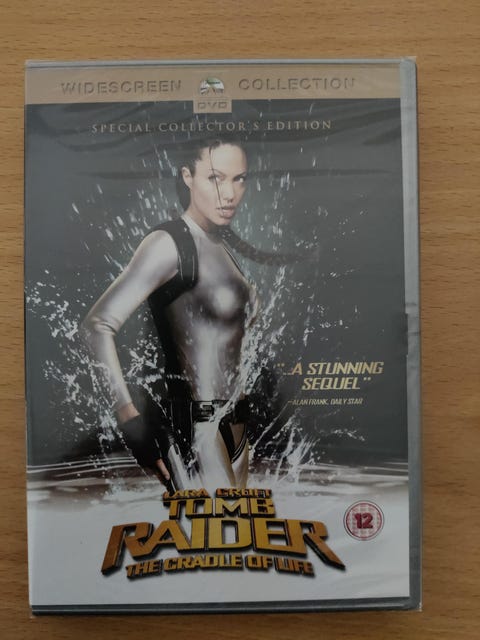 WIDESCREEN COLLECTION
DVD
SPECIAL COLLECTOR'S EDITION
"...A STUNNING
SEQUEL"
—ALAN FRANK, DAILY STAR
LARA CROFT
TOMB
RAIDER
THE CRADLE OF LIFE
12